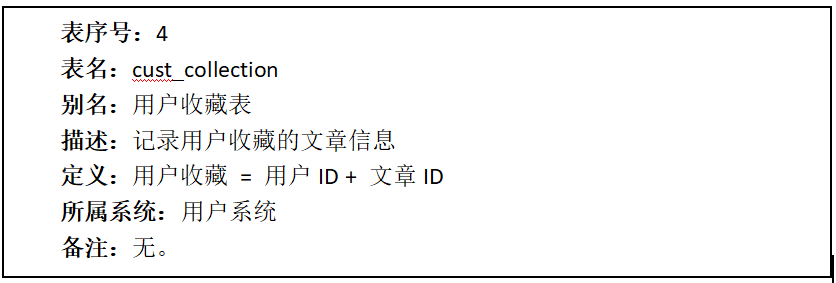 表序号：4
表名：cust_collection
别名：用户收藏表
描述：记录用户收藏的文章信息
定义：用户收藏 = 用户 ID + 文章 ID
所属系统：用户系统
备注：无。